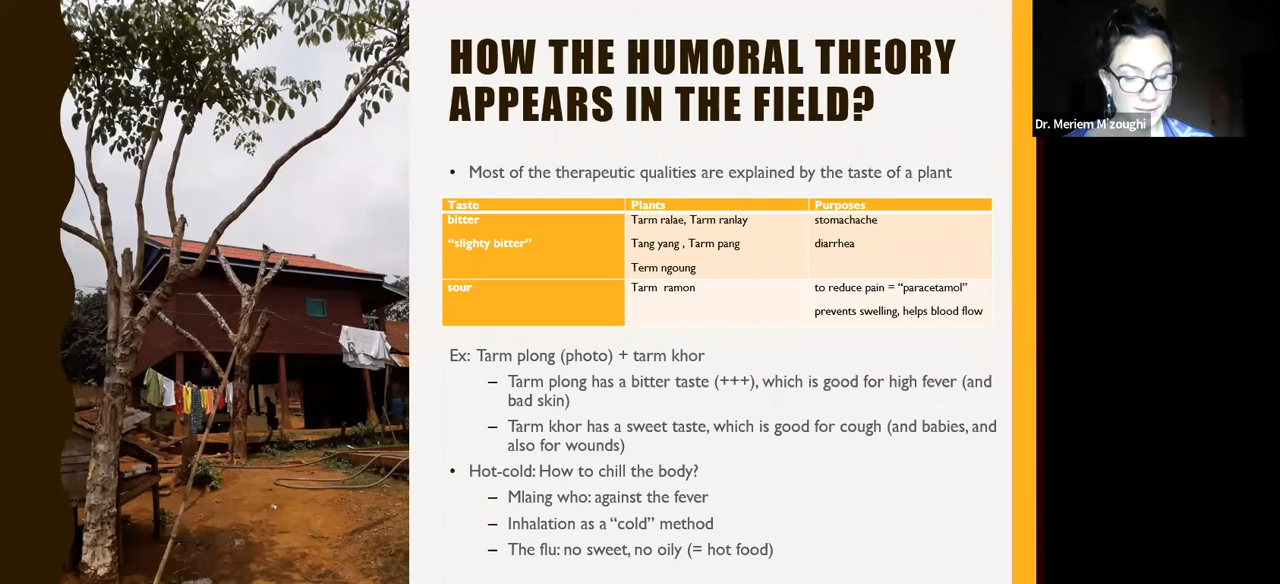 HOW THE HUMORAL THEORY
APPEARS IN THE FIELD?
Dr. Meriem M'zoughi
• Most of the therapeutic qualities are explained by the taste of a plant
Taste Plants Purposes
bitter Tarm ralae, Tarm ranlay stomachache
"slighty bitter" Tang yang , Tarm pang diarrhea
Term ngoung
sour Tarm ramon to reduce pain = "paracetamol"
prevents swelling, helps blood flow
Ex: Tarm plong (photo) + tarm khor
– Tarm plong has a bitter taste (+++), which is good for high fever (and
bad skin)
– Tarm khor has a sweet taste, which is good for cough (and babies, and
also for wounds)
• Hot-cold: How to chill the body?
– Mlaing who: against the fever
– Inhalation as a "cold" method
– The flu: no sweet, no oily (= hot food)